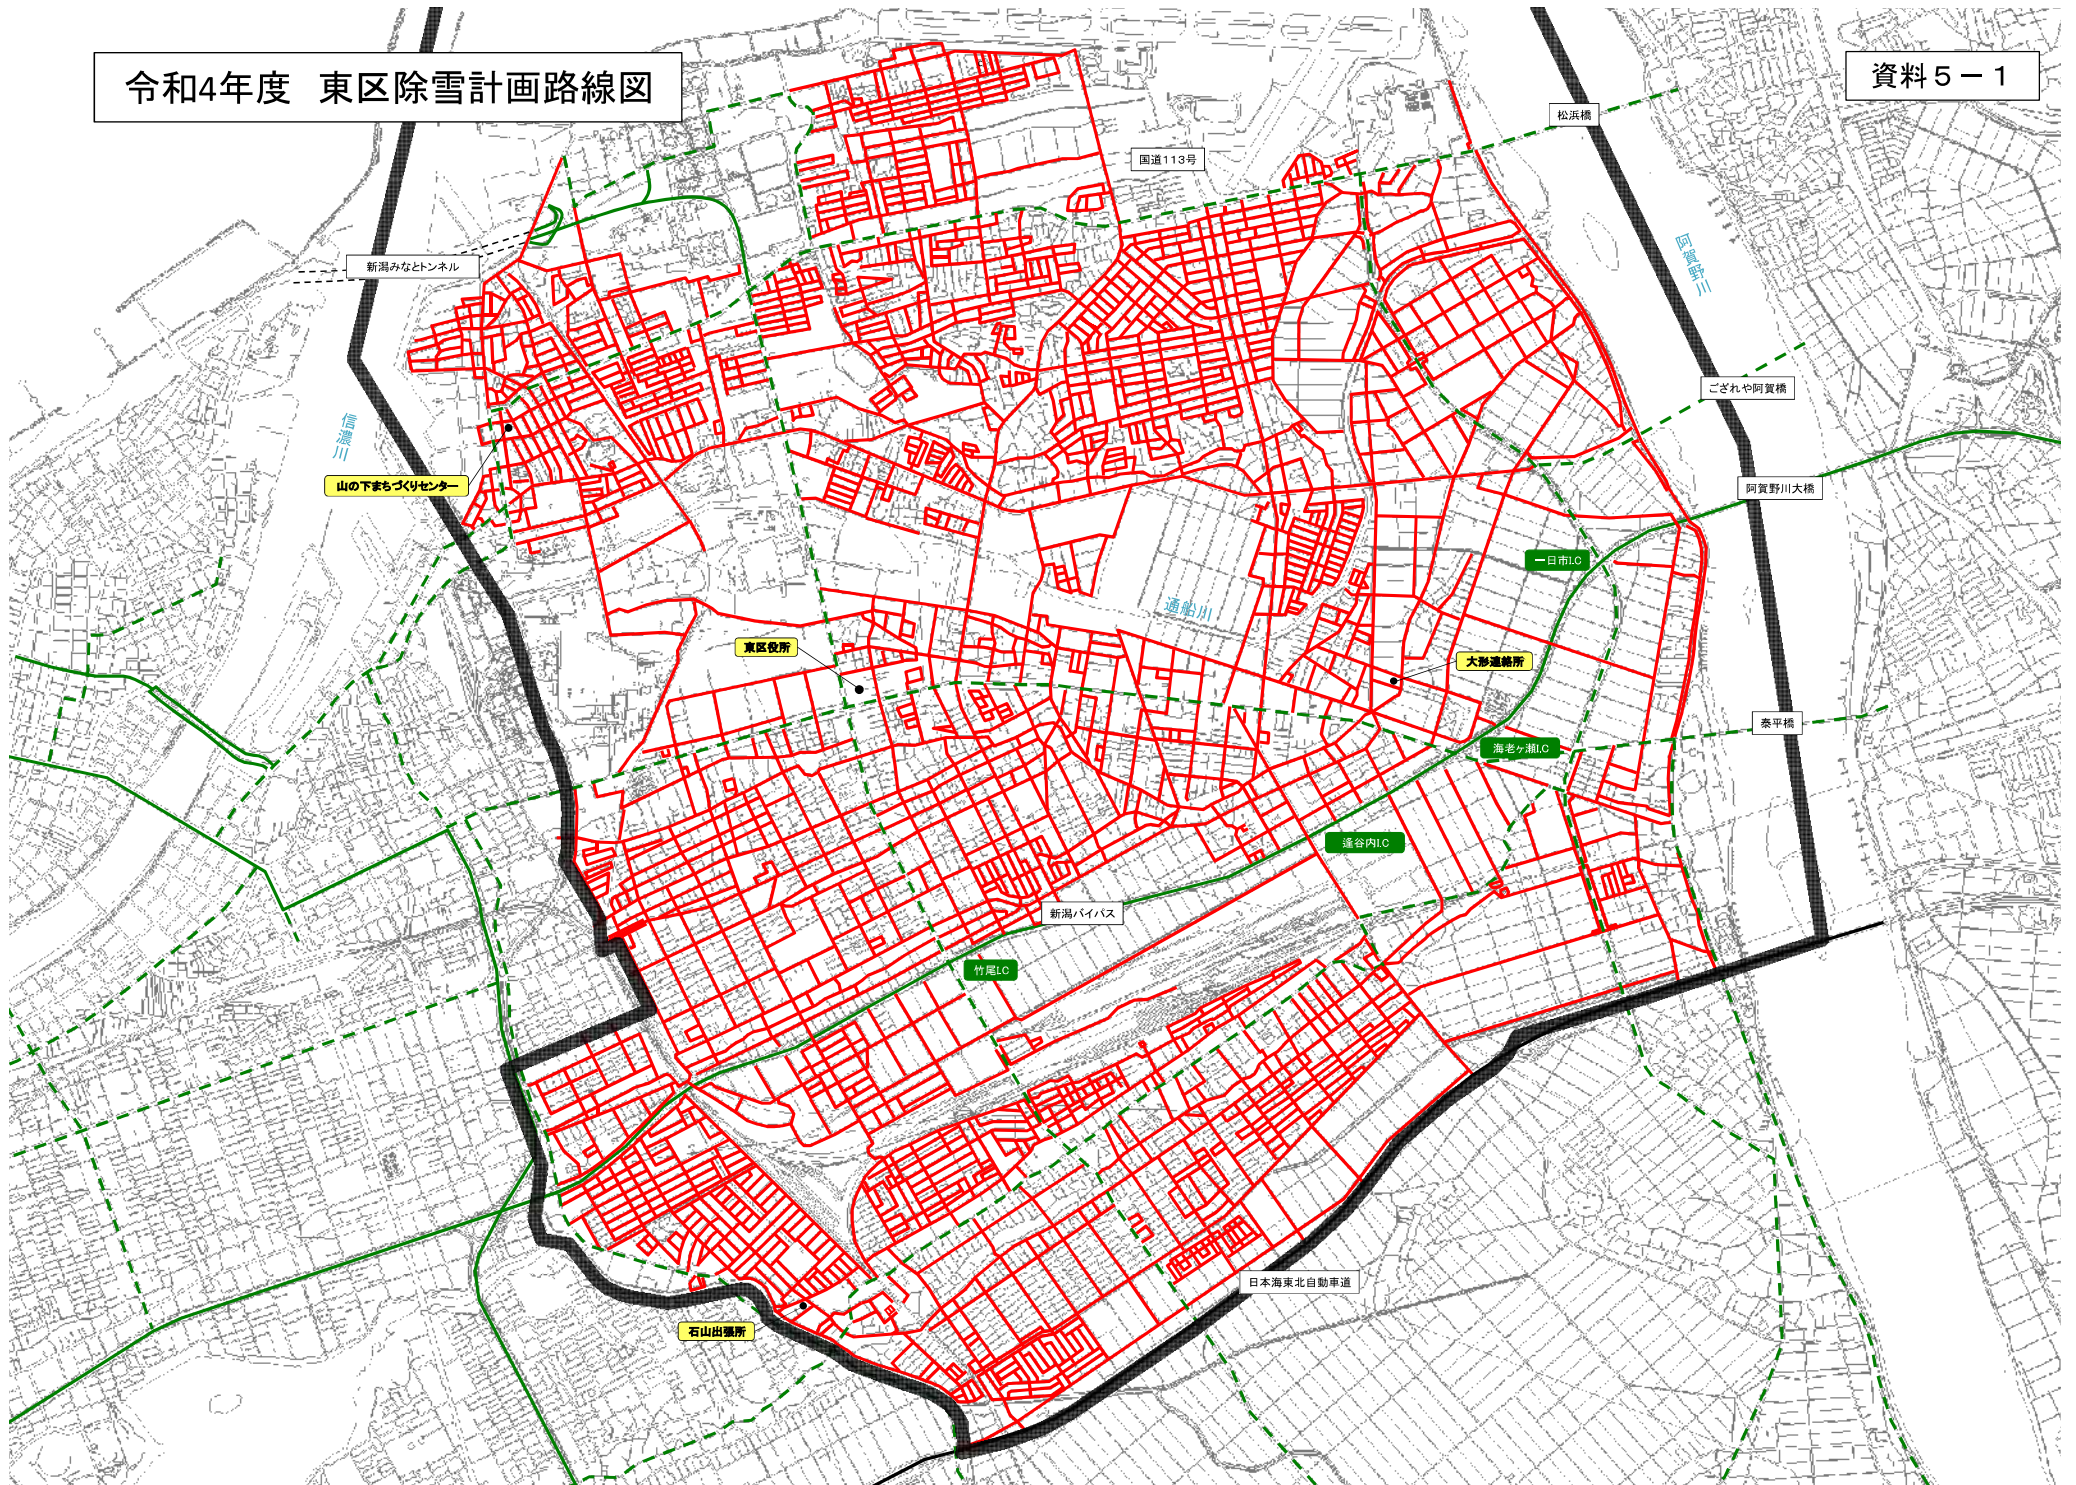 令和4年度　東区除雪計画路線図
資料５－１
松浜橋
国道113号
新潟みなとトンネル
阿賀野川
ござれや阿賀橋
信濃川
山の下まちづくりセンター
阿賀野川大橋
一日市I.C
通船川
東区役所
大形連絡所
泰平橋
海老ヶ瀬I.C
逢谷内I.C
新潟バイパス
竹尾I.C
日本海東北自動車道
石山出張所